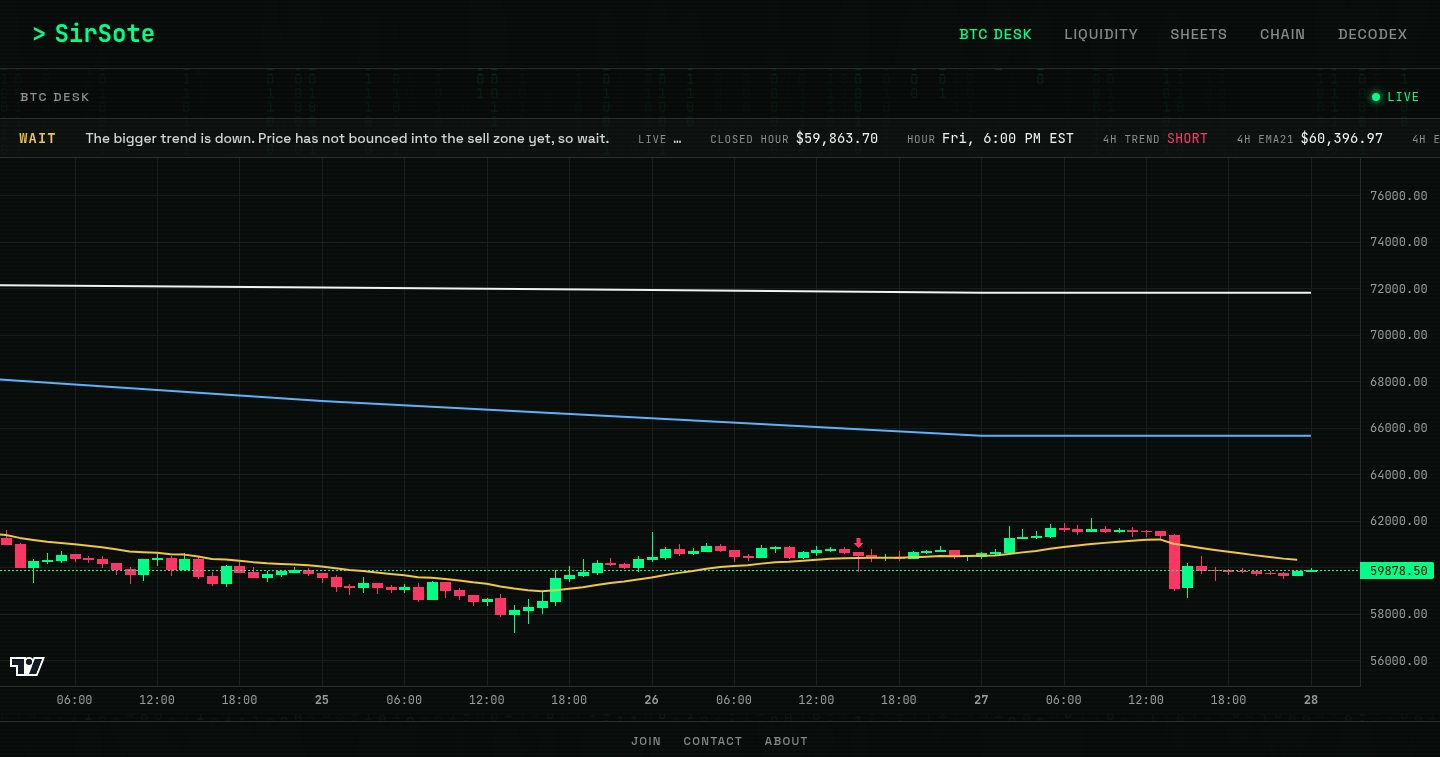 > SirSote
BTC DESK LIQUIDITY SHEETS CHAIN DECODEX
BTC DESK
LIVE
WAIT The bigger trend is down. Price has not bounced into the sell zone yet, so wait. LIVE … CLOSED HOUR $59,863.70 HOUR Fri, 6:00 PM EST 4H TREND SHORT 4H EMA21 $60,396.97 4H E
76000.00
74000.00
72000.00
70000.00
68000.00
66000.00
64000.00
62000.00
59878.50
58000.00
56000.00
06:00 12:00 18:00 25 06:00 12:00 18:00 26 06:00 12:00 18:00 27 06:00 12:00 18:00 28
JOIN CONTACT ABOUT